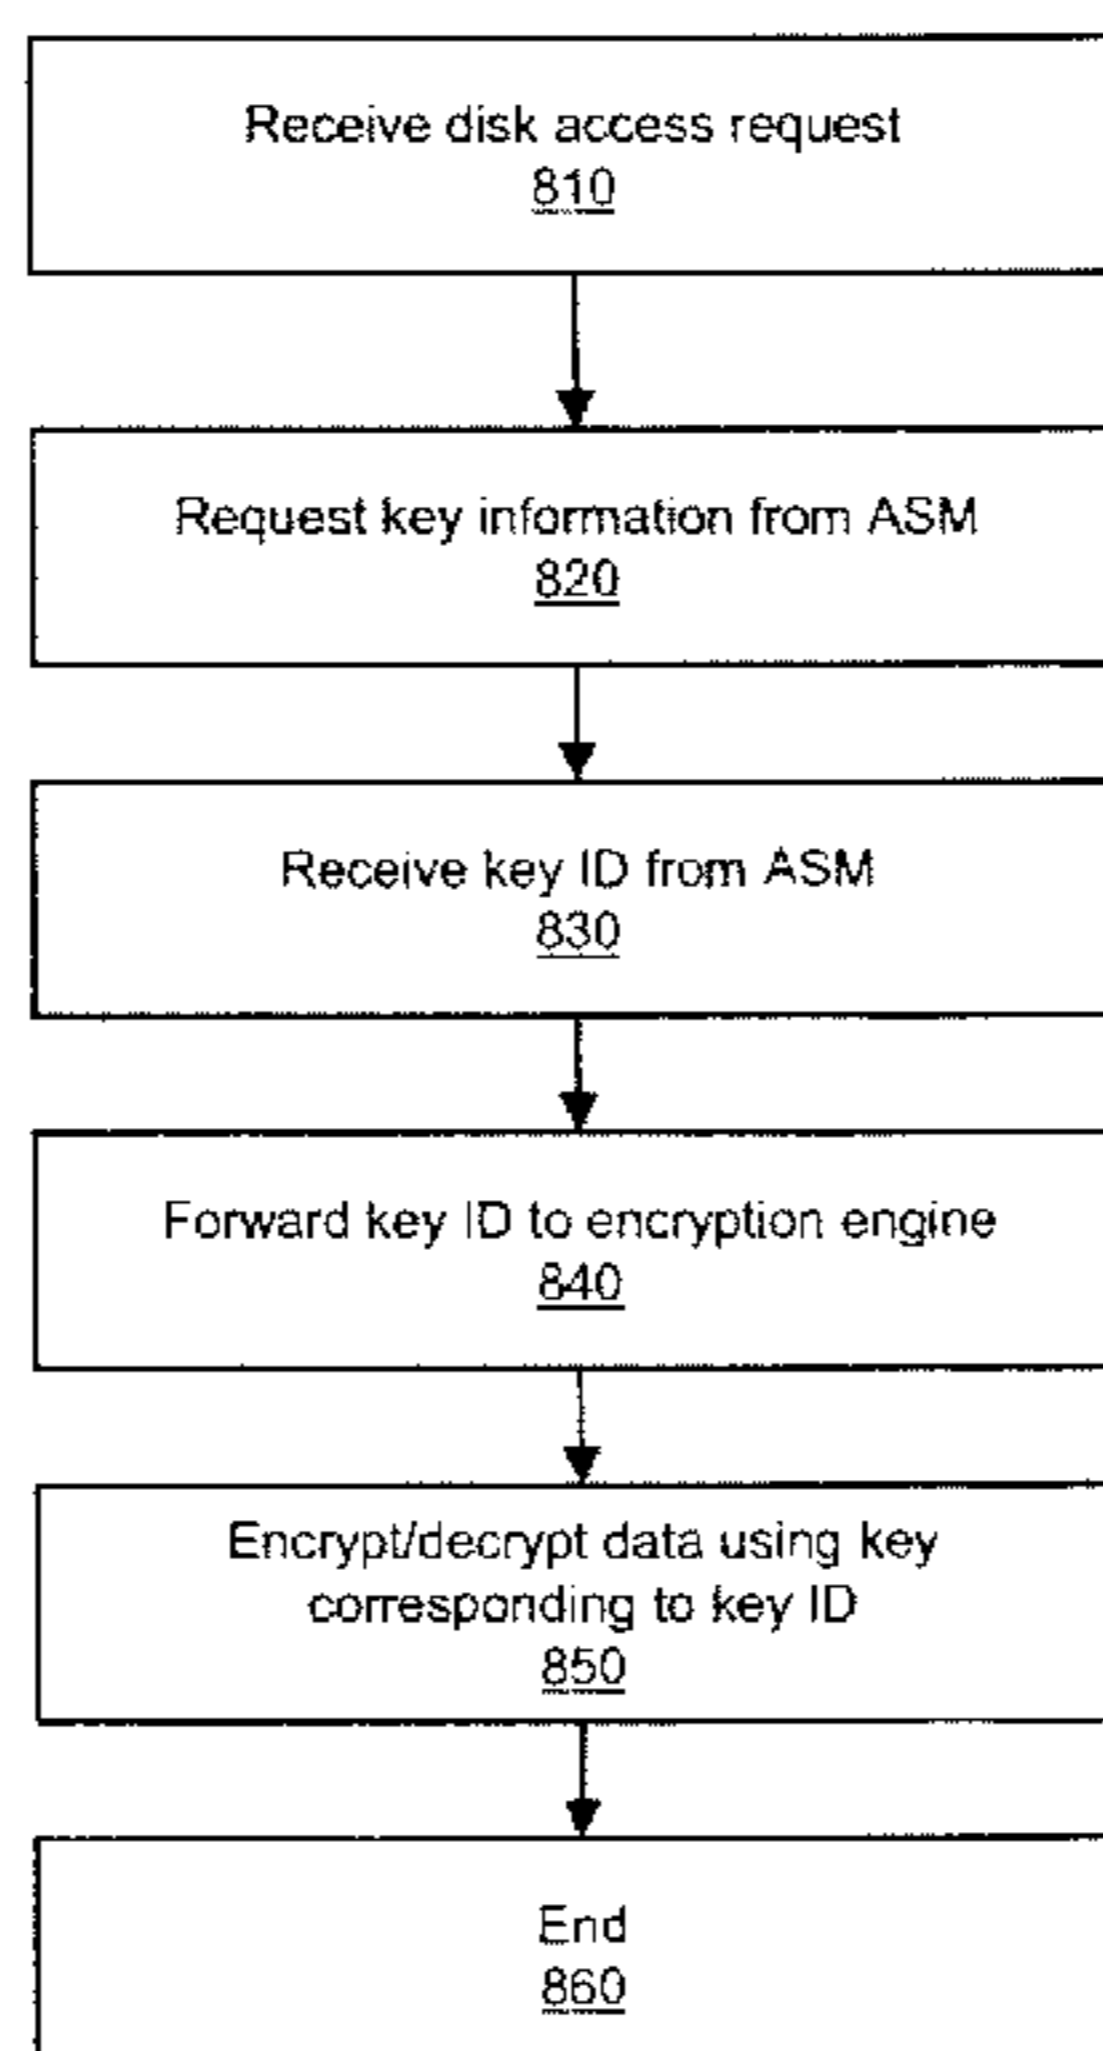 Receive disk access request
810
Request key information from ASM
820
Receive key ID from ASM
830
Forward key ID to encryption engine
840
Encrypt/decrypt data using key
corresponding to key ID
850
End
860